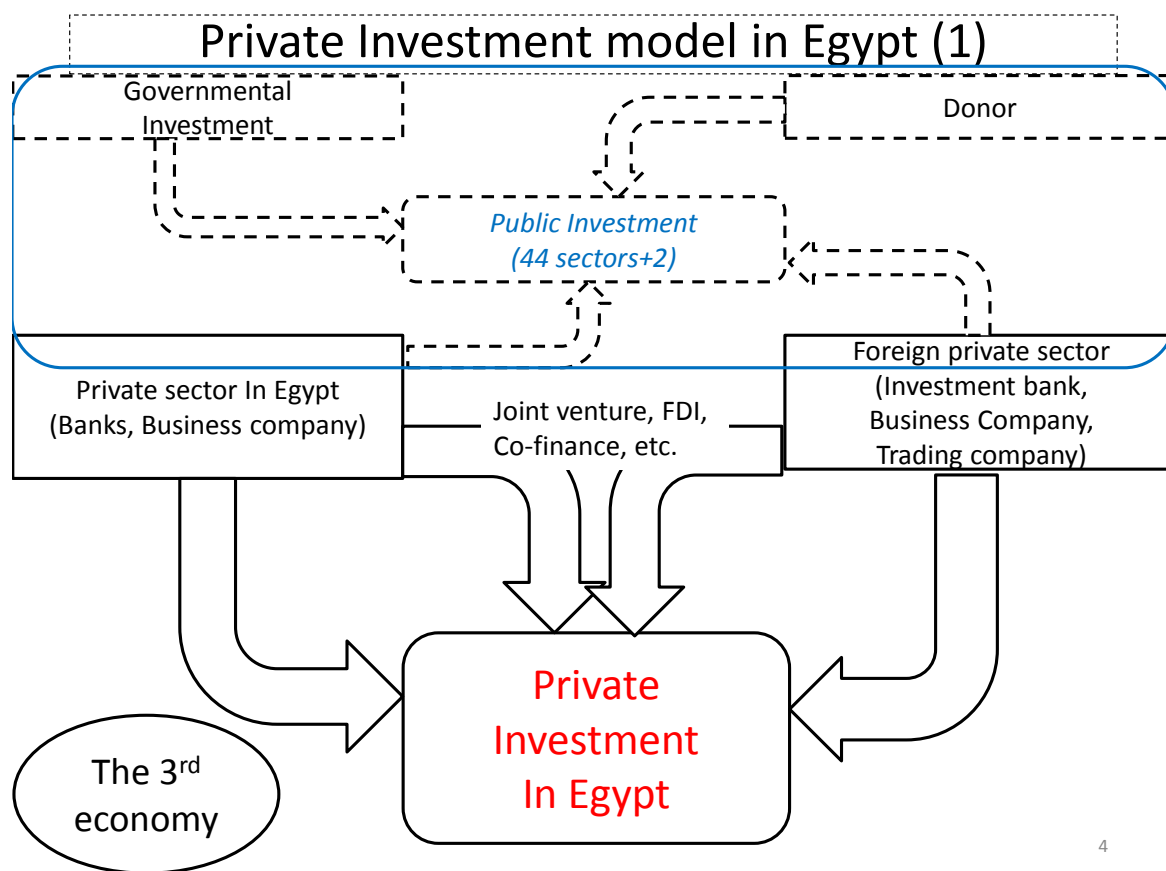 Private Investment model in Egypt (1)
Governmental
Investment
Donor
Public Investment
(44 sectors+2)
Private sector In Egypt
(Banks, Business company)
Joint venture, FDI,
Co-finance, etc.
Foreign private sector
(Investment bank,
Business Company,
Trading company)
Private
Investment
In Egypt
The 3rd
economy
4